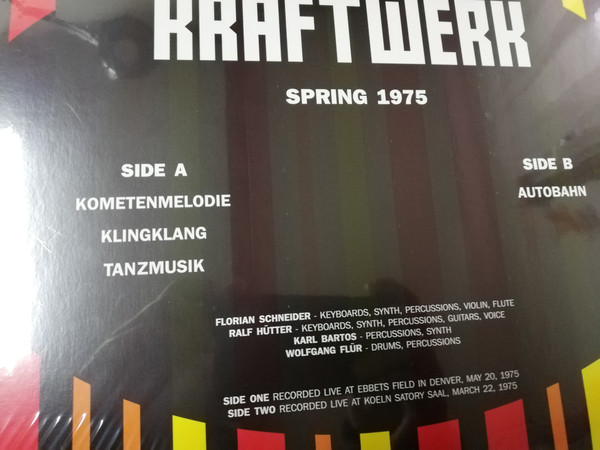 KRAFTWERK
SPRING 1975
SIDE A
KOMETENMELODIE
KLINGKLANG
TANZMUSIK
SIDE B
AUTOBAHN
FLORIAN SCHNEIDER - KEYBOARDS, SYNTH, PERCUSSIONS, VIOLIN, FLUTE
RALF HÜTTER - KEYBOARDS, SYNTH, PERCUSSIONS, GUITARS, VOICE
KARL BARTOS - PERCUSSIONS, SYNTH
WOLFGANG FLÜR - DRUMS, PERCUSSIONS
SIDE ONE RECORDED LIVE AT EBBETS FIELD IN DENVER, MAY 20, 1975
SIDE TWO RECORDED LIVE AT KOELN SATORY SAAL, MARCH 22, 1975